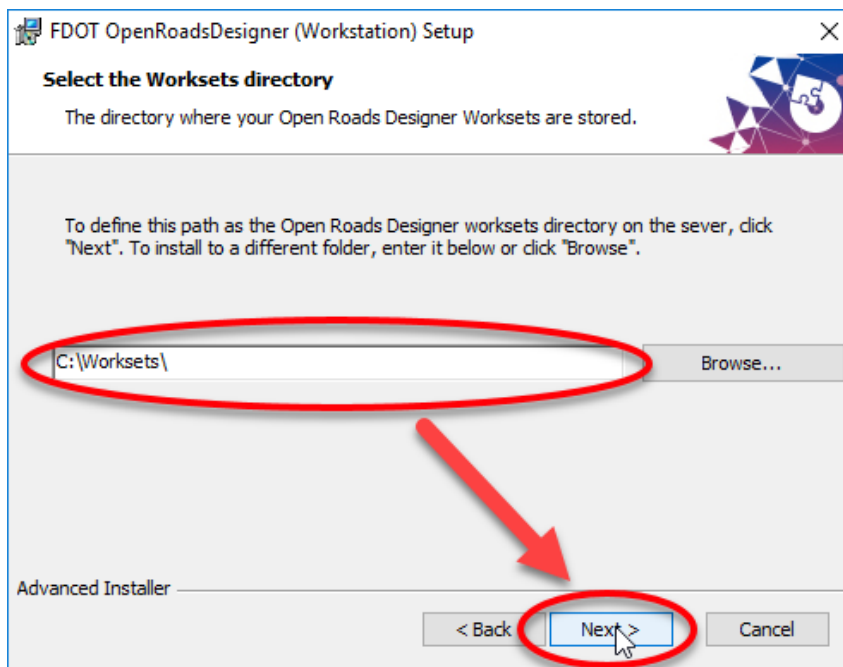 FDOT OpenRoadsDesigner (Workstation) Setup
Select the Worksets directory
The directory where your Open Roads Designer Worksets are stored.
To define this path as the Open Roads Designer worksets directory on the sever, click
"Next". To install to a different folder, enter it below or click "Browse".
C:\Worksets\
Browse...
Advanced Installer
< Back
Next >
Cancel